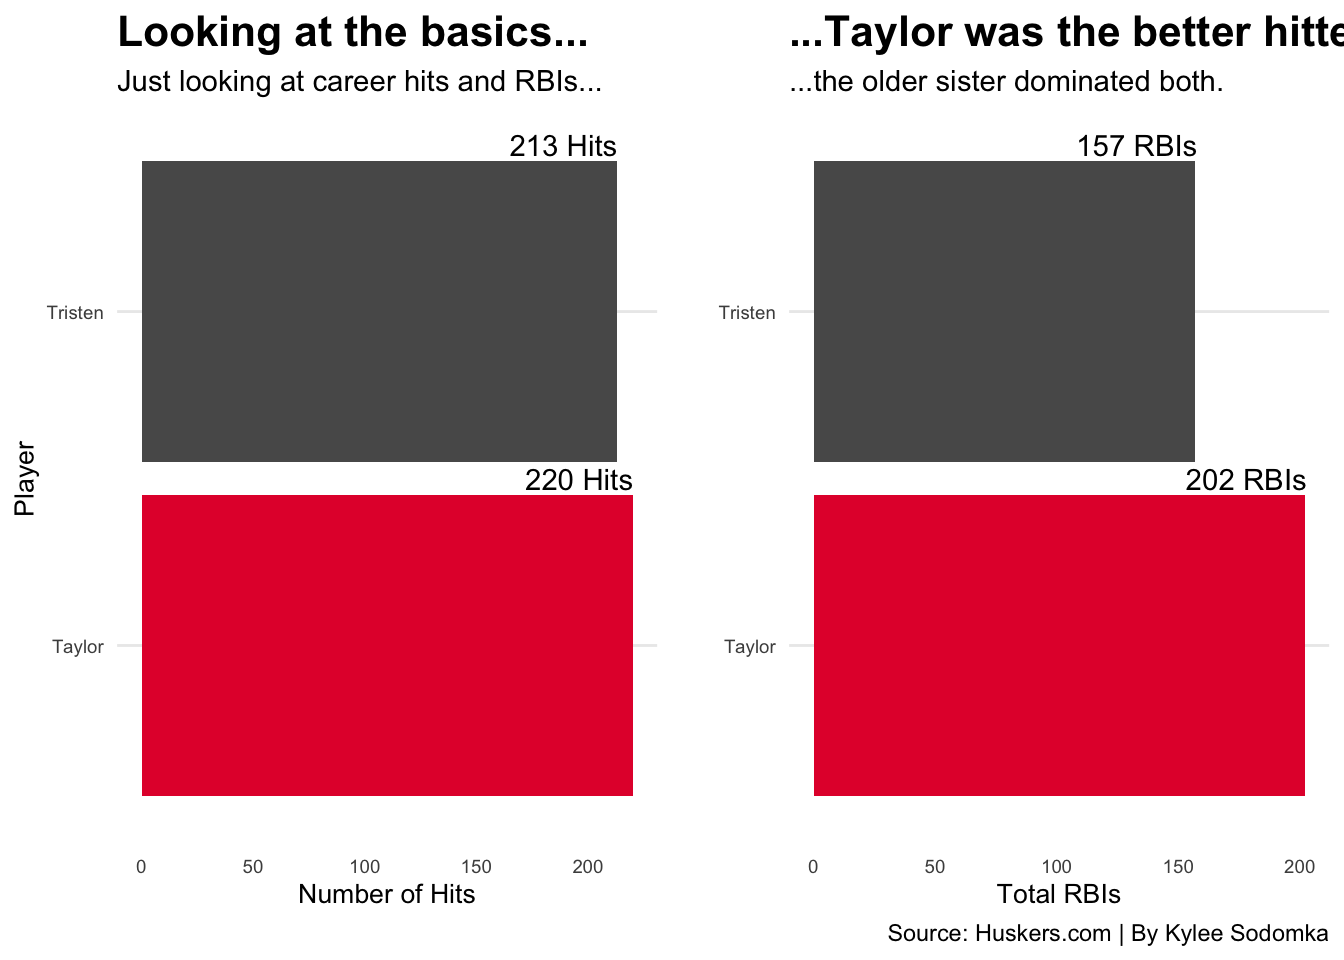 Looking at the basics...
Just looking at career hits and RBIs...
213 Hits
Tristen
220 Hits
Taylor
Player
0 50 100 150 200
Number of Hits
...Taylor was the better hitte
...the older sister dominated both.
157 RBIs
Tristen
202 RBIs
Taylor
0 50 100 150 200
Total RBIs
Source: Huskers.com | By Kylee Sodomka